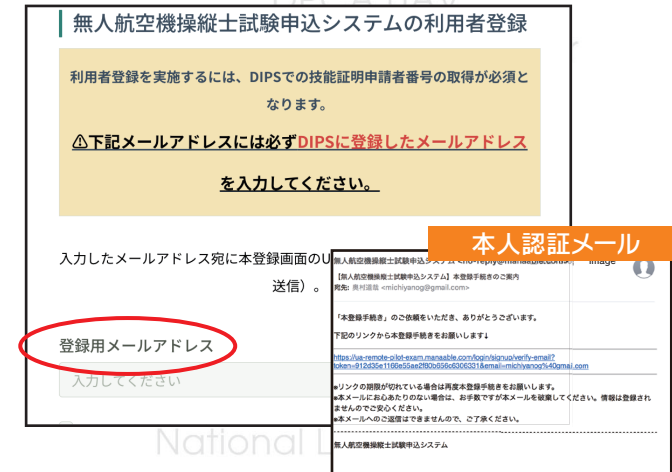 無人航空機操縦士試験申込システムの利用者登録
利用者登録を実施するには、DIPSでの技能証明申請者番号の取得が必須と
なります。
⚠下記メールアドレスには必ずDIPSに登録したメールアドレス
を入力してください。
入力したメールアドレス宛に本登録画面のU
送信）。
登録用メールアドレス
入力してください
National L
本人認証メール
無人航空機操縦士試験申込システム <no-reply@manaable.com>
image
【無人航空機操縦士試験申込システム】本登録手続きのご案内
宛先: 奥村道哉 <michiyanog@gmail.com>
「本登録手続き」のご依頼をいただき、ありがとうございます。
下記のリンクから本登録手続きをお願いします↓
https://ua-remote-pilot-exam.manaable.com/login/signup/verify-email?
token=912d35e1166e55ae2f80b656c6306331&email=michiyanog%40gmail.com
●リンクの期限が切れている場合は再度本登録手続きをお願いします。
●本メールにお心あたりのない場合は、お手数ですが本メールを破棄してください。情報は登録され
ませんのでご安心ください。
●本メールへのご返信はできませんので、ご了承ください。
無人航空機操縦士試験申込システム